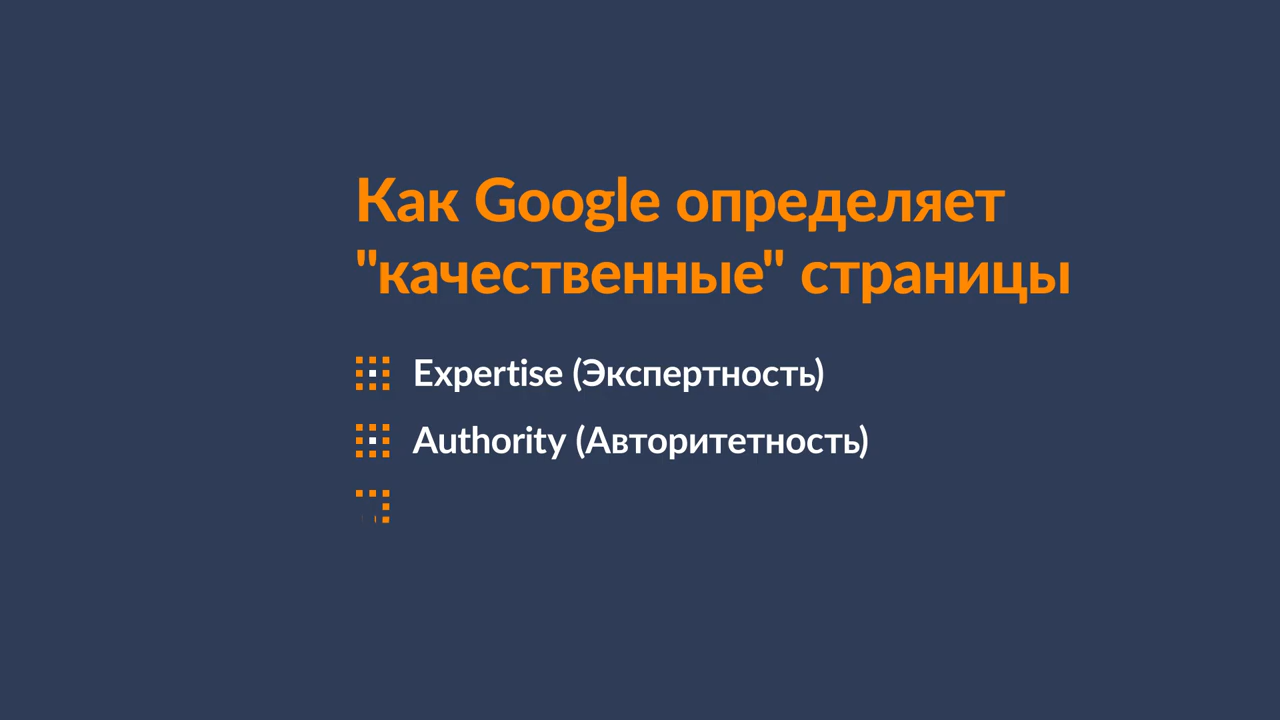 Как Google определяет
"качественные" страницы
Expertise (Экспертность)
Authority (Авторитетность)